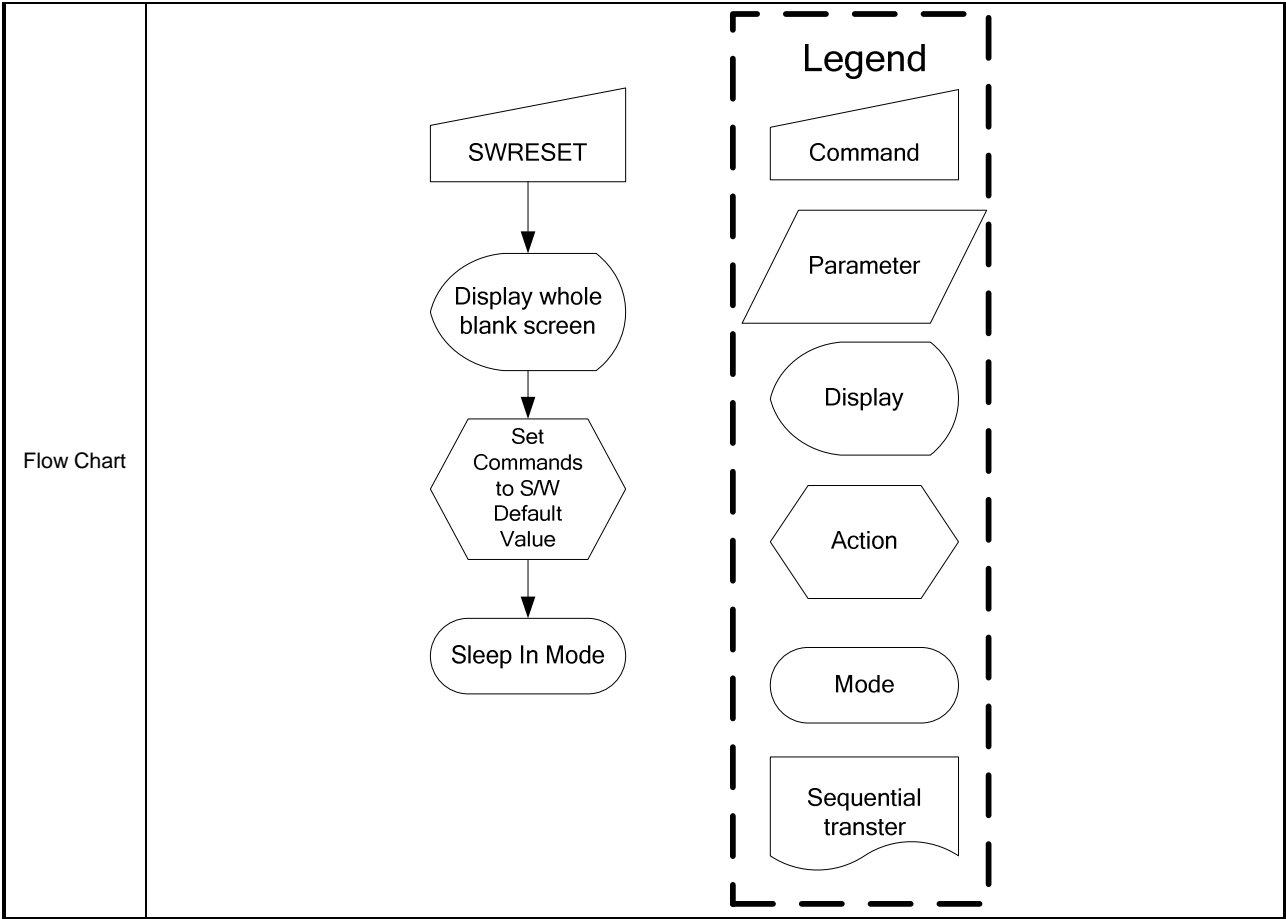 Flow Chart
SWRESET
Display whole
blank screen
Set
Commands
to S/W
Default
Value
Sleep In Mode
Legend
Command
Parameter
Display
Action
Mode
Sequential
transter